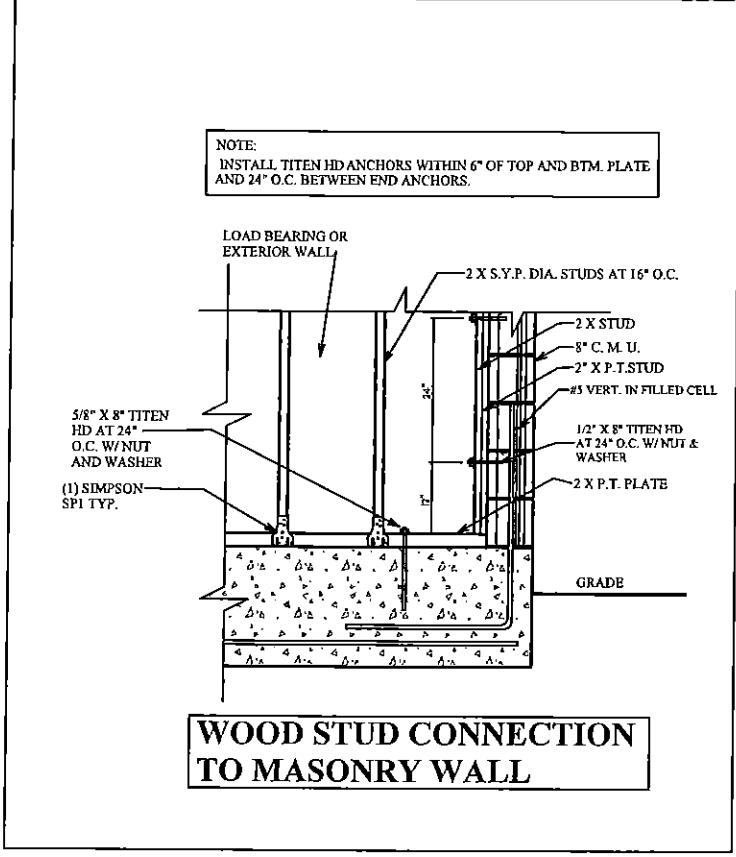 NOTE:
INSTALL TITEN HD ANCHORS WITHIN 6" OF TOP AND BTM. PLATE
AND 24" O.C. BETWEEN END ANCHORS.
LOAD BEARING OR
EXTERIOR WALL
2 X S.Y.P. DIA. STUDS AT 16" O.C.
2 X STUD
8" C. M. U.
2" X P.T.STUD
#5 VERT. IN FILLED CELL
24"
5/8" X 8" TITEN
HD AT 24"
O.C. W/ NUT
AND WASHER
1/2" X 8" TITEN HD
AT 24" O.C. W/ NUT &
WASHER
(1) SIMPSON
SP1 TYP.
12"
2 X P.T. PLATE
GRADE
WOOD STUD CONNECTION
TO MASONRY WALL